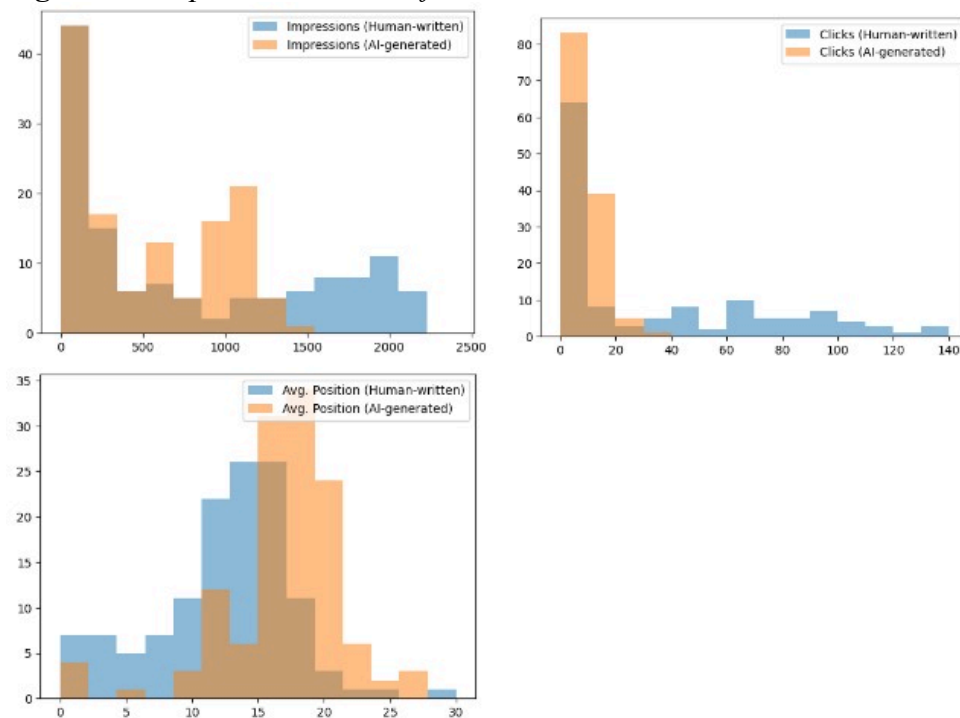 Impressions (Human-written)
Impressions (AI-generated)
40
30
20
10
0
0 500 1000 1500 2000 2500
Clicks (Human-written)
Clicks (AI-generated)
80
70
60
50
40
30
20
10
0
0 20 40 60 80 100 120 140
Avg. Position (Human-written)
Avg. Position (AI-generated)
35
30
25
20
15
10
5
0
0 5 10 15 20 25 30